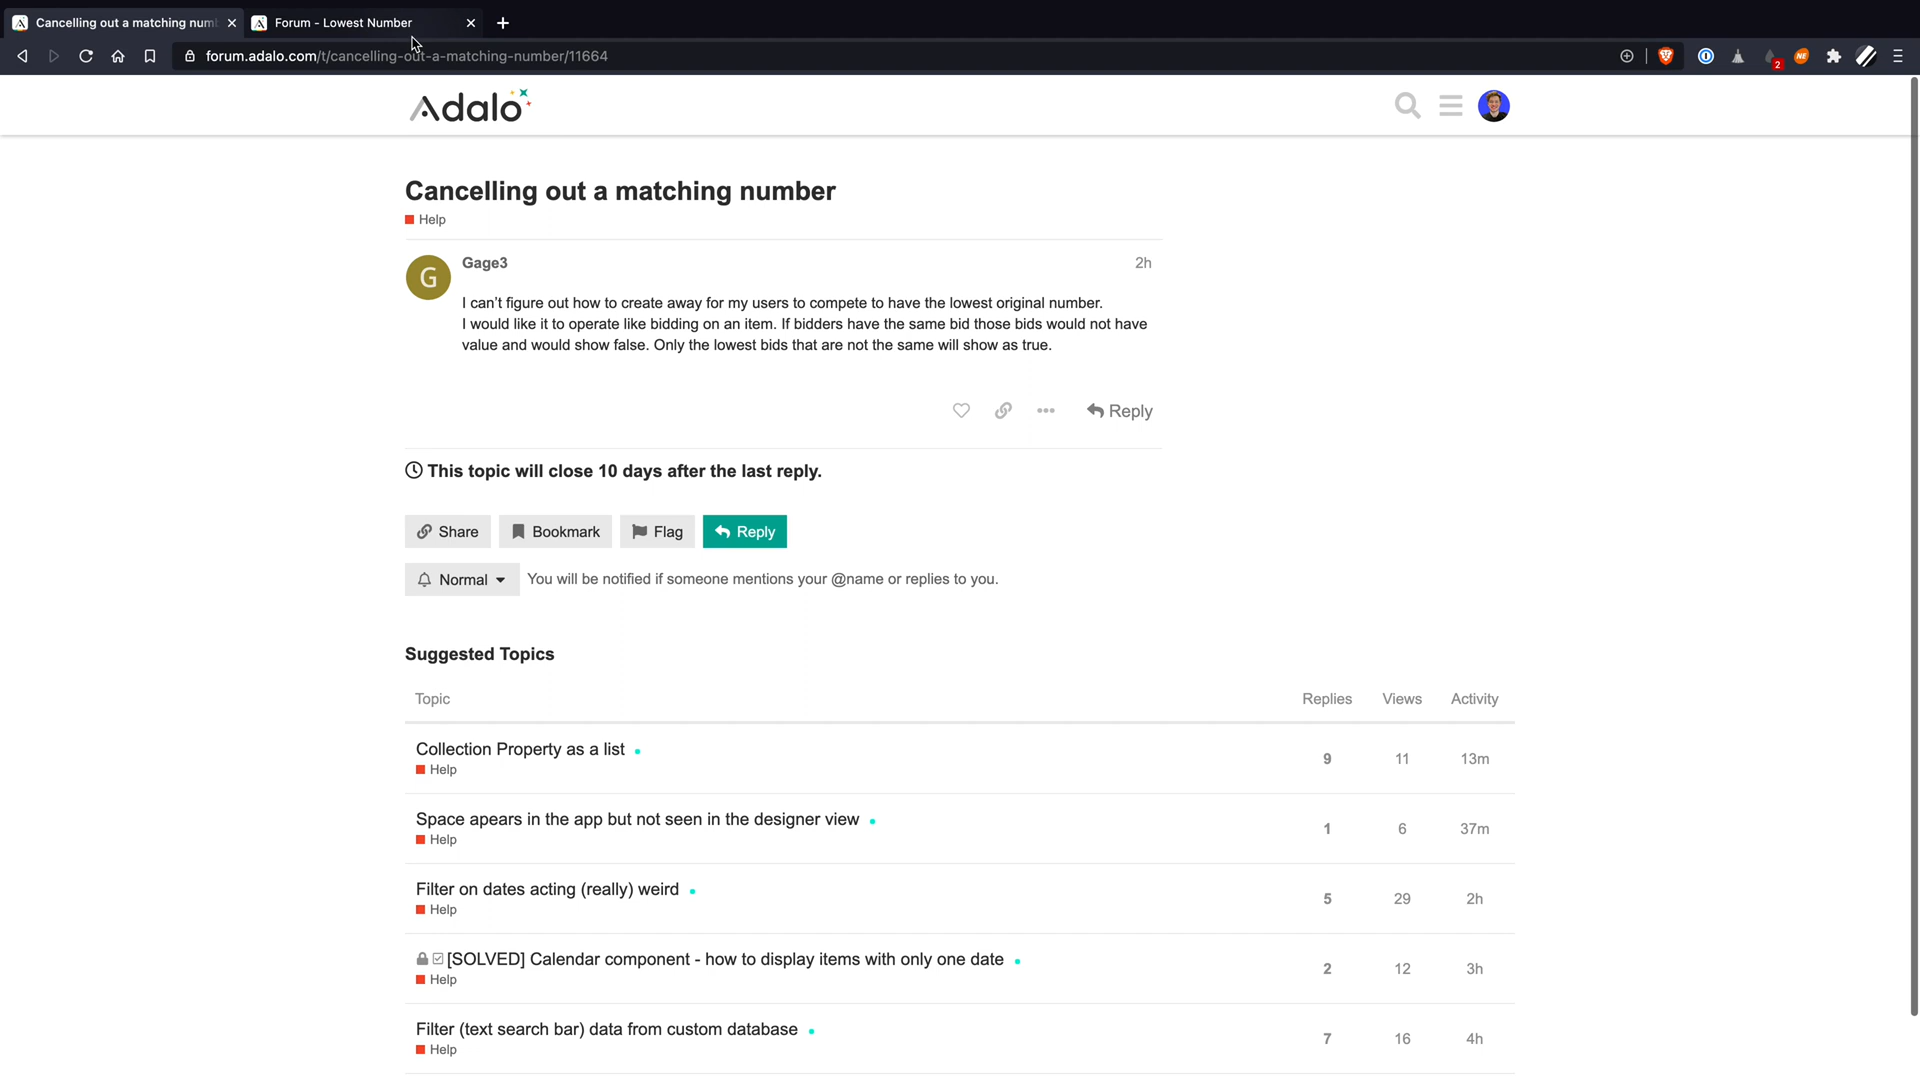 Cancelling out a matching num
Forum - Lowest Number
forum.adalo.com/t/cancelling-out-a-matching-number/11664
2
NE
Adalo
Cancelling out a matching number
Help
G
Gage3
2h
I can't figure out how to create away for my users to compete to have the lowest original number.
I would like it to operate like bidding on an item. If bidders have the same bid those bids would not have
value and would show false. Only the lowest bids that are not the same will show as true.
Reply
This topic will close 10 days after the last reply.
Share
Bookmark
Flag
Reply
Normal
You will be notified if someone mentions your @name or replies to you.
Suggested Topics
Topic Replies Views Activity
Collection Property as a list
Help
9 11 13m
Space apears in the app but not seen in the designer view
Help
1 6 37m
Filter on dates acting (really) weird
Help
5 29 2h
[SOLVED] Calendar component - how to display items with only one date
Help
2 12 3h
Filter (text search bar) data from custom database
Help
7 16 4h